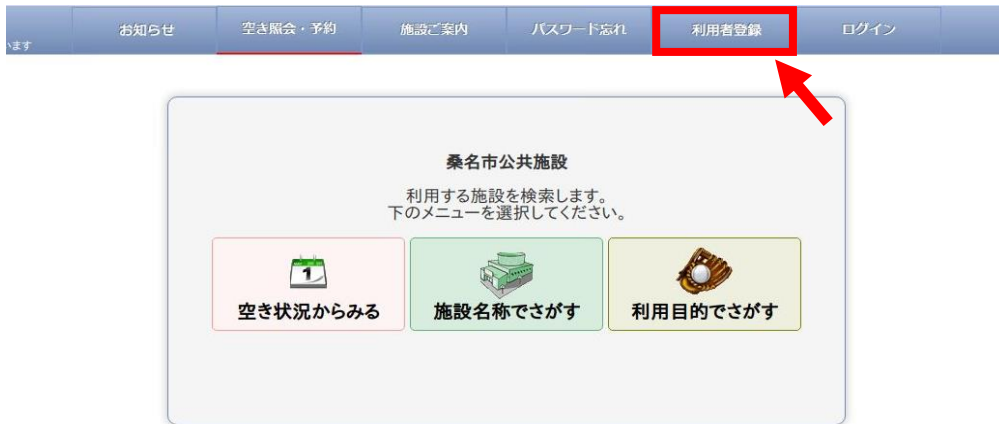 お知らせ
空き照会・予約
施設ご案内
パスワード忘れ
利用者登録
ログイン
います
桑名市公共施設
利用する施設を検索します。
下のメニューを選択してください。
1
空き状況からみる
施設名称でさがす
利用目的でさがす